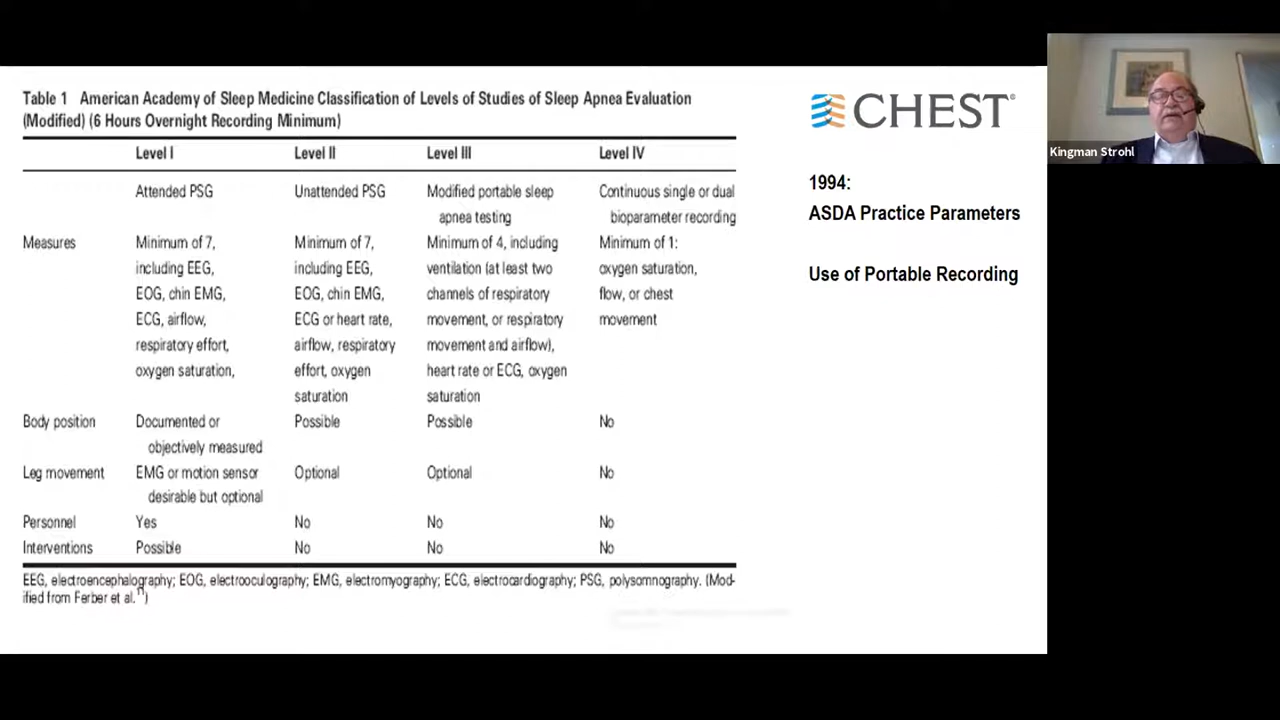 Table 1 American Academy of Sleep Medicine Classification of Levels of Studies of Sleep Apnea Evaluation
(Modified) (6 Hours Overnight Recording Minimum)
Level I Level II Level III Level IV
Attended PSG Unattended PSG Modified portable sleep Continuous single or dual
apnea testing bioparameter recording
Measures Minimum of 7, Minimum of 7, Minimum of 4, including Minimum of 1:
including EEG, including EEG, ventilation (at least two oxygen saturation,
EOG, chin EMG, EOG, chin EMG, channels of respiratory flow, or chest
ECG, airflow, ECG or heart rate, movement, or respiratory movement
respiratory effort, airflow, respiratory movement and airflow),
oxygen saturation, effort, oxygen heart rate or ECG, oxygen
saturation saturation
Body position Documented or Possible Possible No
objectively measured
Leg movement EMG or motion sensor Optional Optional No
desirable but optional
Personnel Yes No No No
Interventions Possible No No No
EEG, electroencephalography; EOG, electrooculography; EMG, electromyography; ECG, electrocardiography; PSG, polysomnography. (Mod-
ified from Ferber et al.11)
CHEST®
1994:
ASDA Practice Parameters
Use of Portable Recording
Kingman Strohl